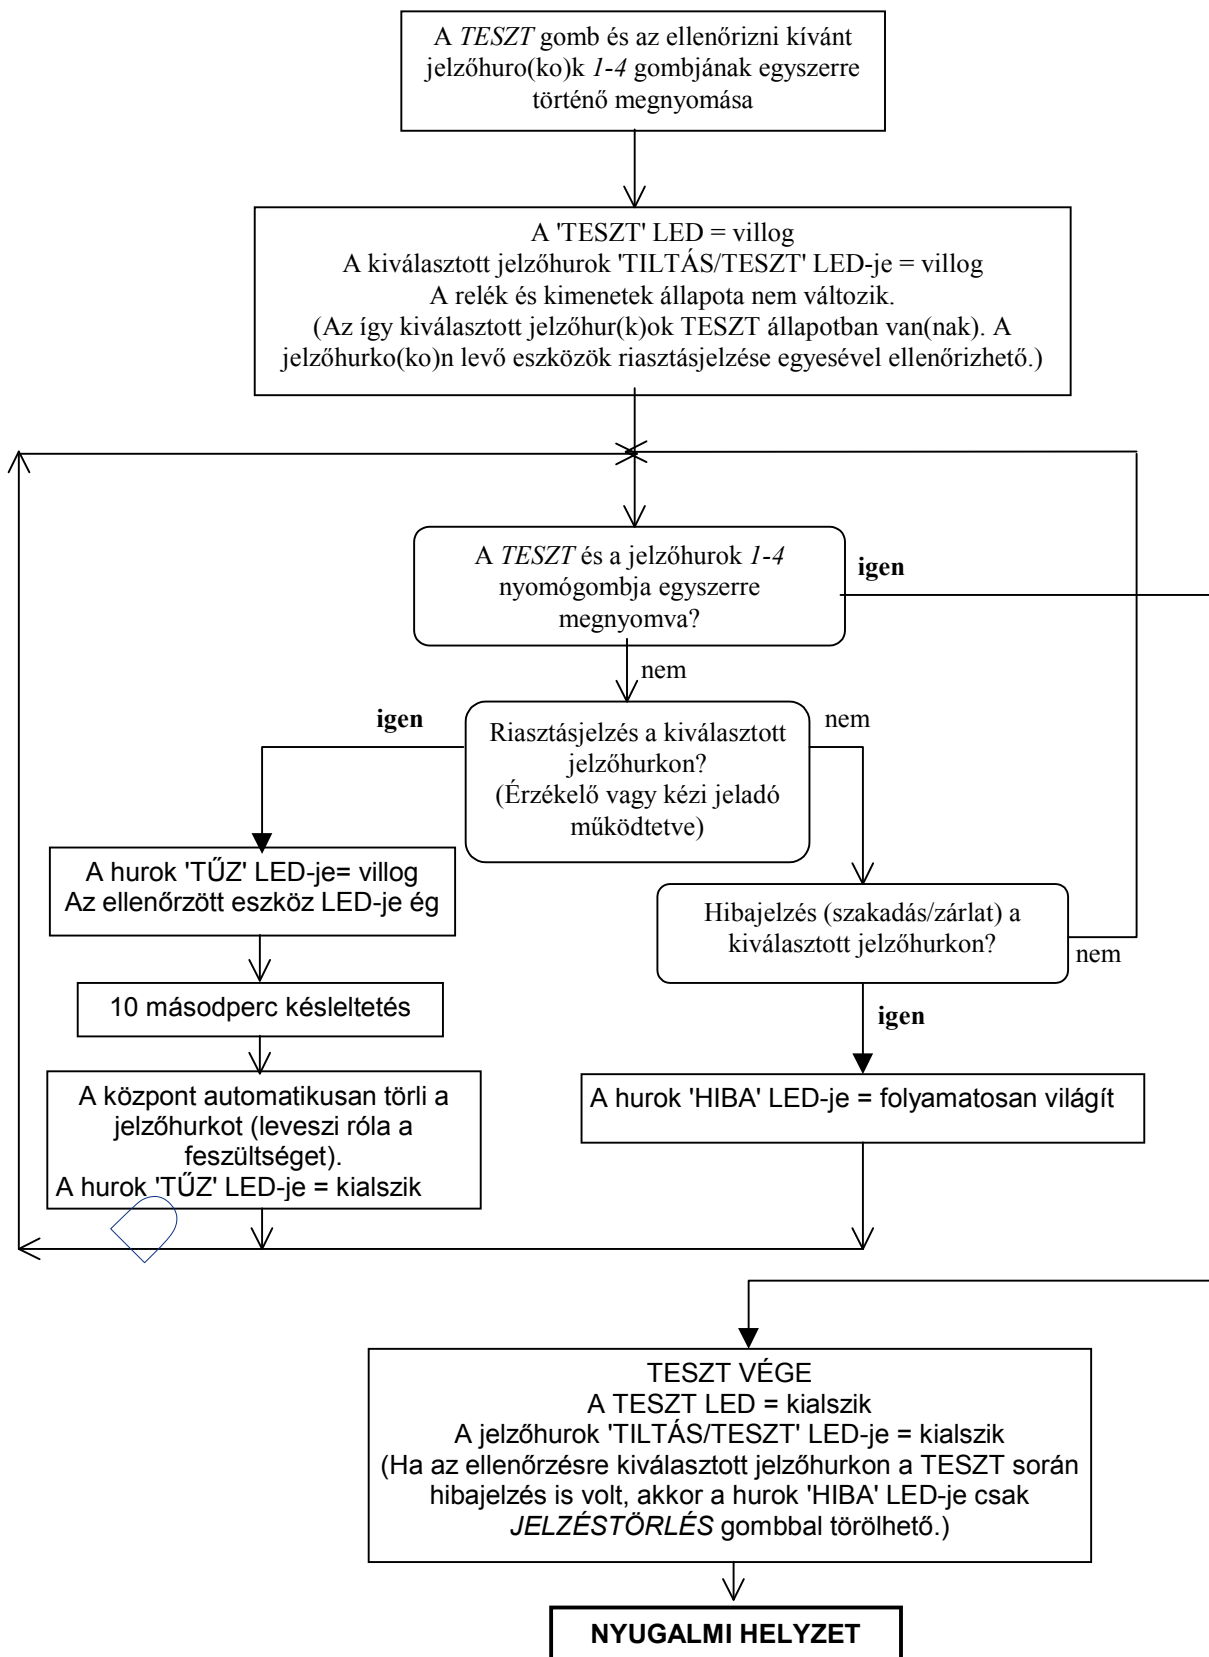 A TESZT gomb és az ellenőrizni kívánt
jelzőhuro(ko)k 1-4 gombjának egyszerre
történő megnyomása
A 'TESZT' LED = villog
A kiválasztott jelzőhurok 'TILTÁS/TESZT' LED-je = villog
A relék és kimenetek állapota nem változik.
(Az így kiválasztott jelzőhur(k)ok TESZT állapotban van(nak). A
jelzőhurko(ko)n levő eszközök riasztásjelzése egyesével ellenőrizhető.)
A TESZT és a jelzőhurok 1-4
nyomógombja egyszerre
megnyomva?
igen
nem
igen
Riasztásjelzés a kiválasztott
jelzőhurkon?
(Érzékelő vagy kézi jeladó
működtetve)
nem
A hurok 'TŰZ' LED-je= villog
Az ellenőrzött eszköz LED-je ég
Hibajelzés (szakadás/zárlat) a
kiválasztott jelzőhurkon?
nem
10 másodperc késleltetés
igen
A központ automatikusan törli a
jelzőhurkot (leveszi róla a
feszültséget).
A hurok 'TŰZ' LED-je = kialszik
A hurok 'HIBA' LED-je = folyamatosan világít
TESZT VÉGE
A TESZT LED = kialszik
A jelzőhurok 'TILTÁS/TESZT' LED-je = kialszik
(Ha az ellenőrzésre kiválasztott jelzőhurkon a TESZT során
hibajelzés is volt, akkor a hurok 'HIBA' LED-je csak
JELZÉSTÖRLÉS gombbal törölhető.)
NYUGALMI HELYZET